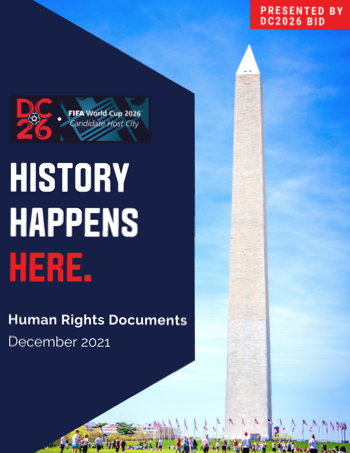 PRESENTED BY
DC2026 BID
DC
26
FIFA World Cup 2026™
Candidate Host City
HISTORY
HAPPENS
HERE.
Human Rights Documents
December 2021